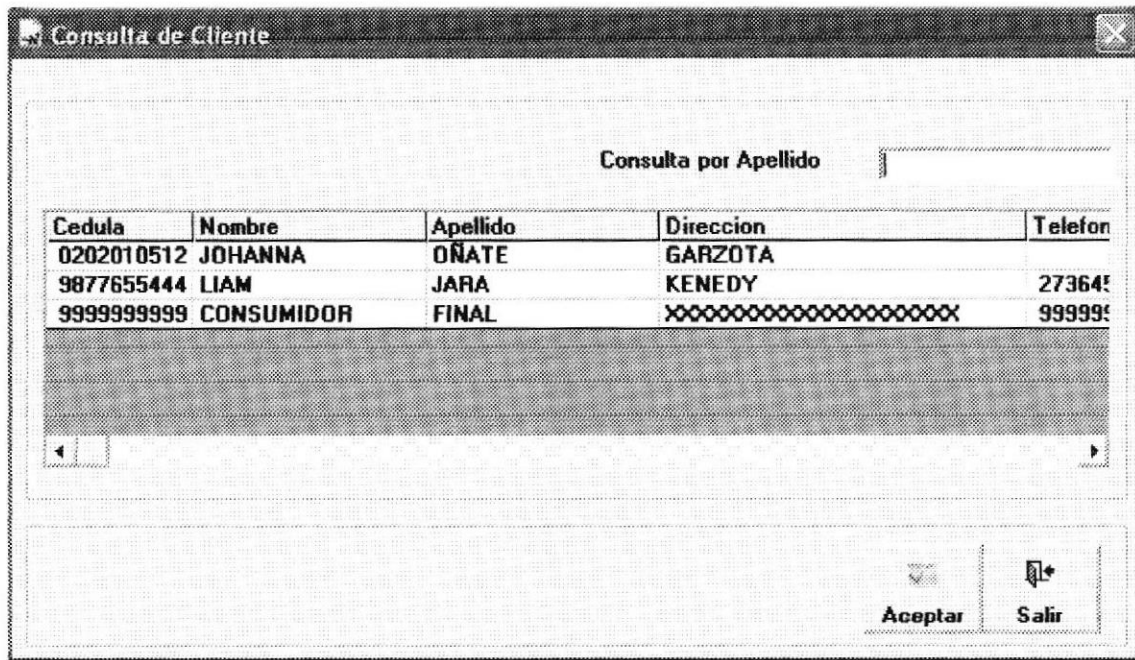 Consulta de Cliente
Consulta por Apellido
Cedula Nombre Apellido Direccion Telefon
0202010512 JOHANNA OÑATE GARZOTA
9877655444 LIAM JARA KENEDY 27364
9999999999 CONSUMIDOR FINAL XXXXXXXXXXXXXXXXXXXX 99999
Aceptar Salir